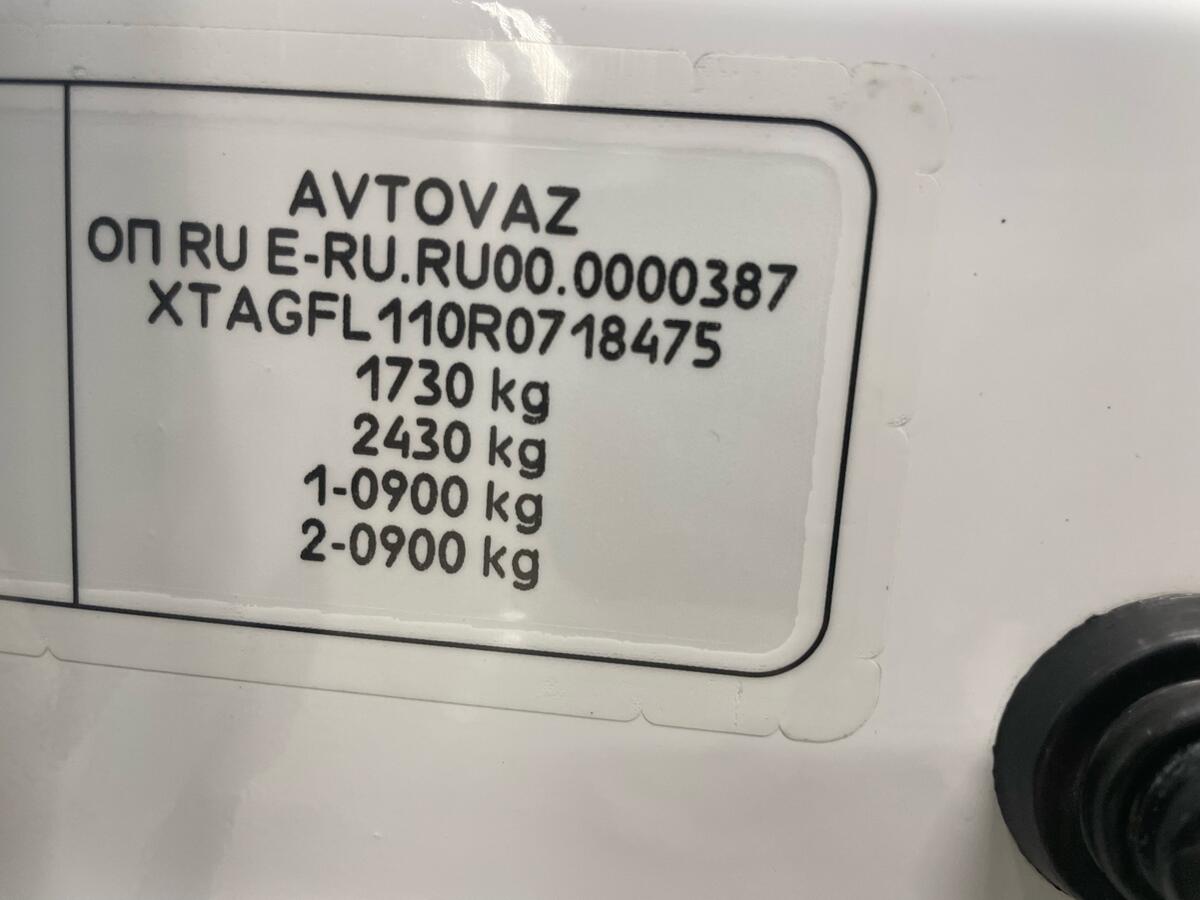 AVTOVAZ
ОП RU E-RU.RU00.0000387
XTAGFL110R0718475
1730 kg
2430 kg
1-0900 kg
2-0900 kg